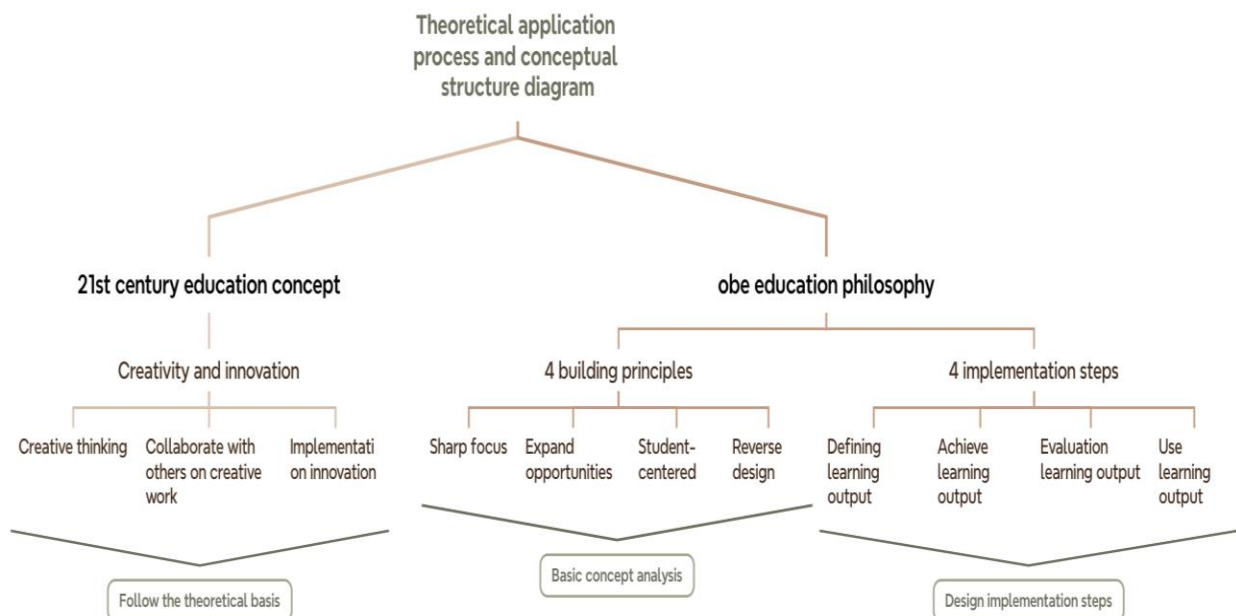 Theoretical application
process and conceptual
structure diagram
21st century education concept
obe education philosophy
Creativity and innovation
4 building principles
4 implementation steps
Creative thinking
Collaborate with
others on creative
work
Implementati
on innovation
Sharp focus
Expand
opportunities
Student-
centered
Reverse
design
Defining
learning
output
Achieve
learning
output
Evaluation
learning output
Use
learning
output
Follow the theoretical basis
Basic concept analysis
Design implementation steps